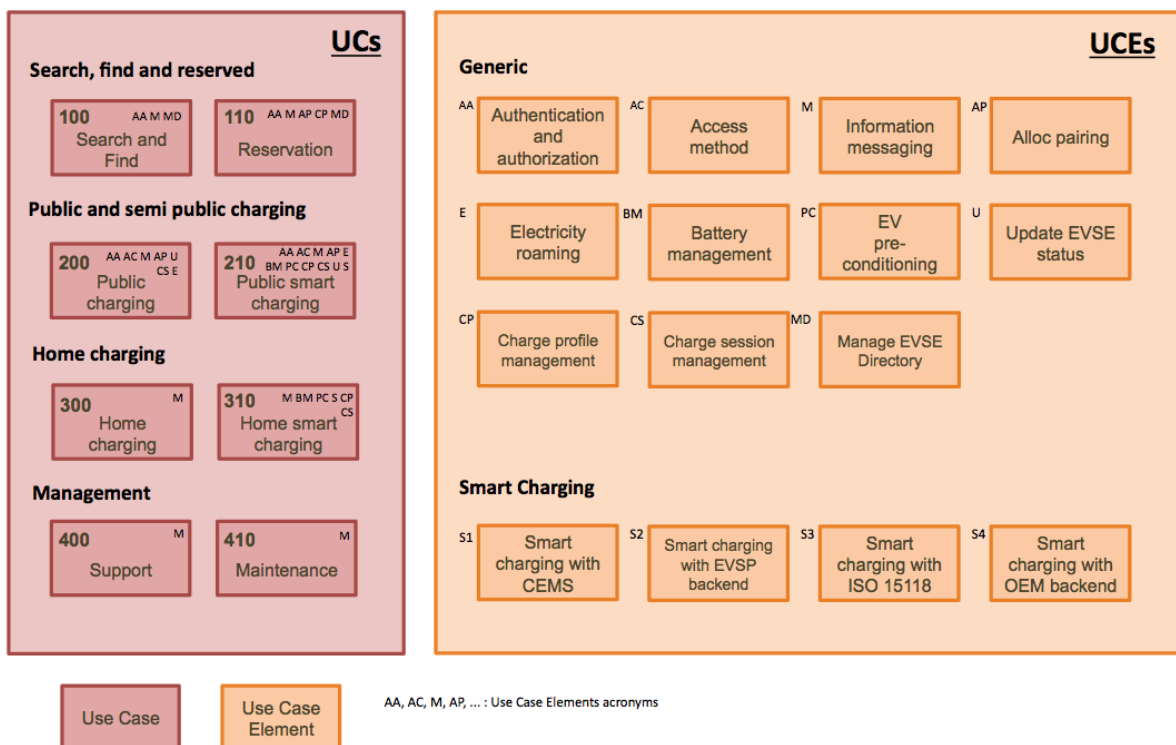 UCs
Search, find and reserved
100 AA M MD
Search and
Find
110 AA M AP CP MD
Reservation
Public and semi public charging
200 AA AC M AP U
CS E
Public
charging
210 AA AC M AP E
BM PC CP CS U S
Public smart
charging
Home charging
300 M
Home
charging
310 M BM PC S CP
CS
Home smart
charging
Management
400 M
Support
410 M
Maintenance
UCEs
Generic
AA
Authentication
and
authorization
AC
Access
method
M
Information
messaging
AP
Alloc pairing
E
Electricity
roaming
BM
Battery
management
PC
EV
pre-
conditioning
U
Update EVSE
status
CP
Charge profile
management
CS
Charge session
management
MD
Manage EVSE
Directory
Smart Charging
S1
Smart
charging with
CEMS
S2
Smart charging
with EVSP
backend
S3
Smart
charging with
ISO 15118
S4
Smart
charging with
OEM backend
Use Case
Use Case
Element
AA, AC, M, AP, ... : Use Case Elements acronyms